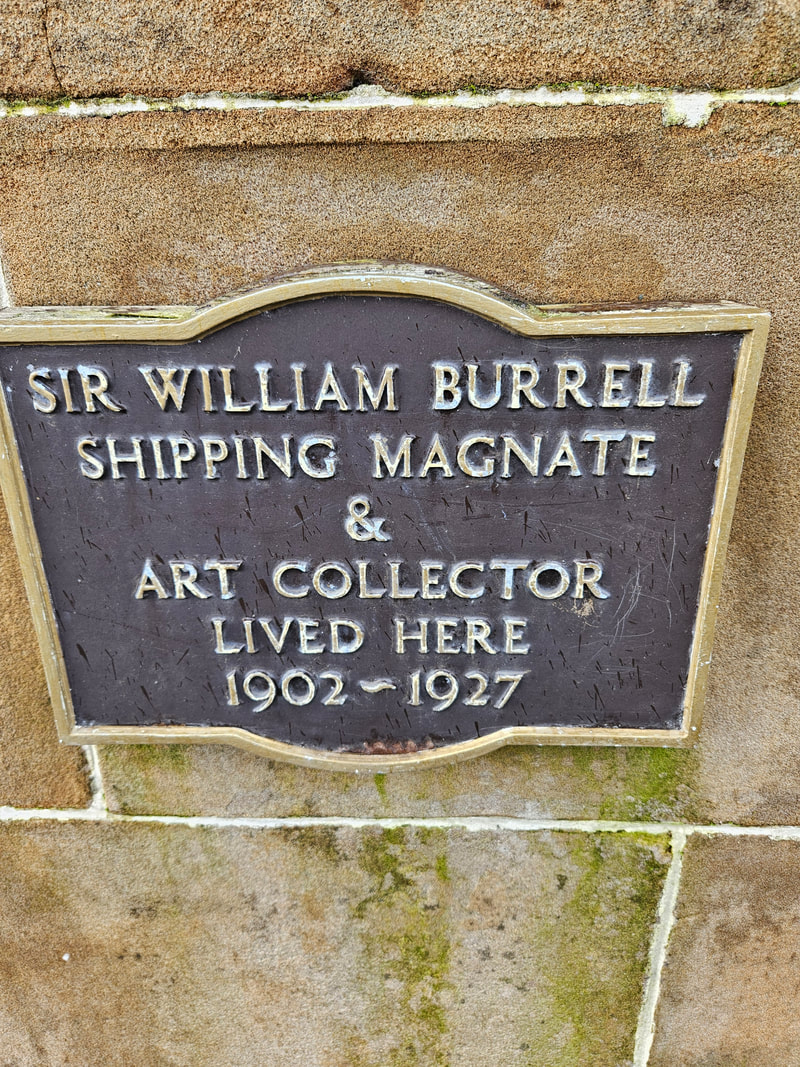 SIR WILLIAM BURRELL
SHIPPING MAGNATE
&
ART COLLECTOR
LIVED HERE
1902~1927